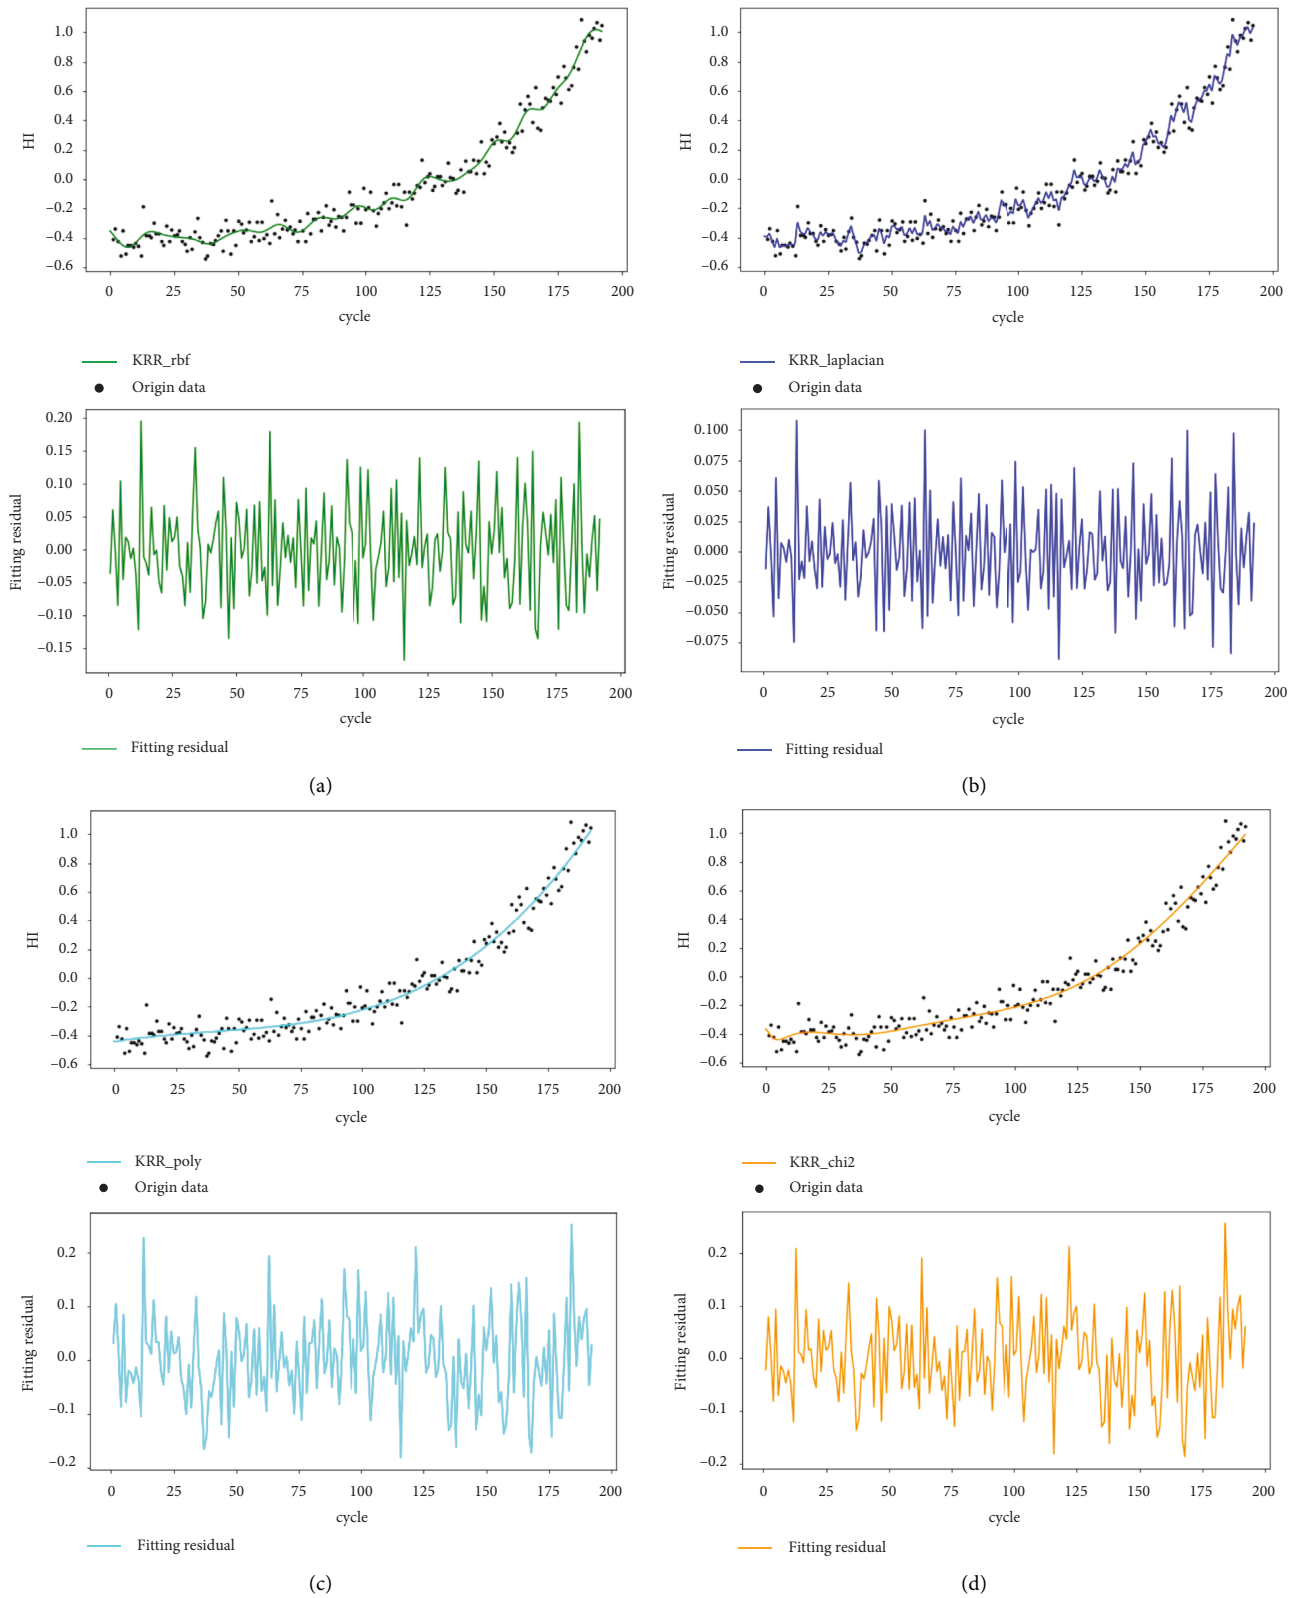 1.0
0.8
0.6
0.4
0.2
0.0
–0.2
–0.4
–0.6
HI
0 25 50 75 100 125 150 175 200
cycle
KRR_rbf
Origin data
0.20
0.15
0.10
0.05
0.00
–0.05
–0.10
–0.15
Fitting residual
0 25 50 75 100 125 150 175 200
cycle
Fitting residual
(a)
1.0
0.8
0.6
0.4
0.2
0.0
–0.2
–0.4
–0.6
HI
0 25 50 75 100 125 150 175 200
cycle
KRR_laplacian
Origin data
0.100
0.075
0.050
0.025
0.000
–0.025
–0.050
–0.075
Fitting residual
0 25 50 75 100 125 150 175 200
cycle
Fitting residual
(b)
1.0
0.8
0.6
0.4
0.2
0.0
–0.2
–0.4
–0.6
HI
0 25 50 75 100 125 150 175 200
cycle
KRR_poly
Origin data
0.2
0.1
0.0
–0.1
–0.2
Fitting residual
0 25 50 75 100 125 150 175 200
cycle
Fitting residual
(c)
1.0
0.8
0.6
0.4
0.2
0.0
–0.2
–0.4
–0.6
HI
0 25 50 75 100 125 150 175 200
cycle
KRR_chi2
Origin data
0.2
0.1
0.0
–0.1
–0.2
Fitting residual
0 25 50 75 100 125 150 175 200
cycle
Fitting residual
(d)